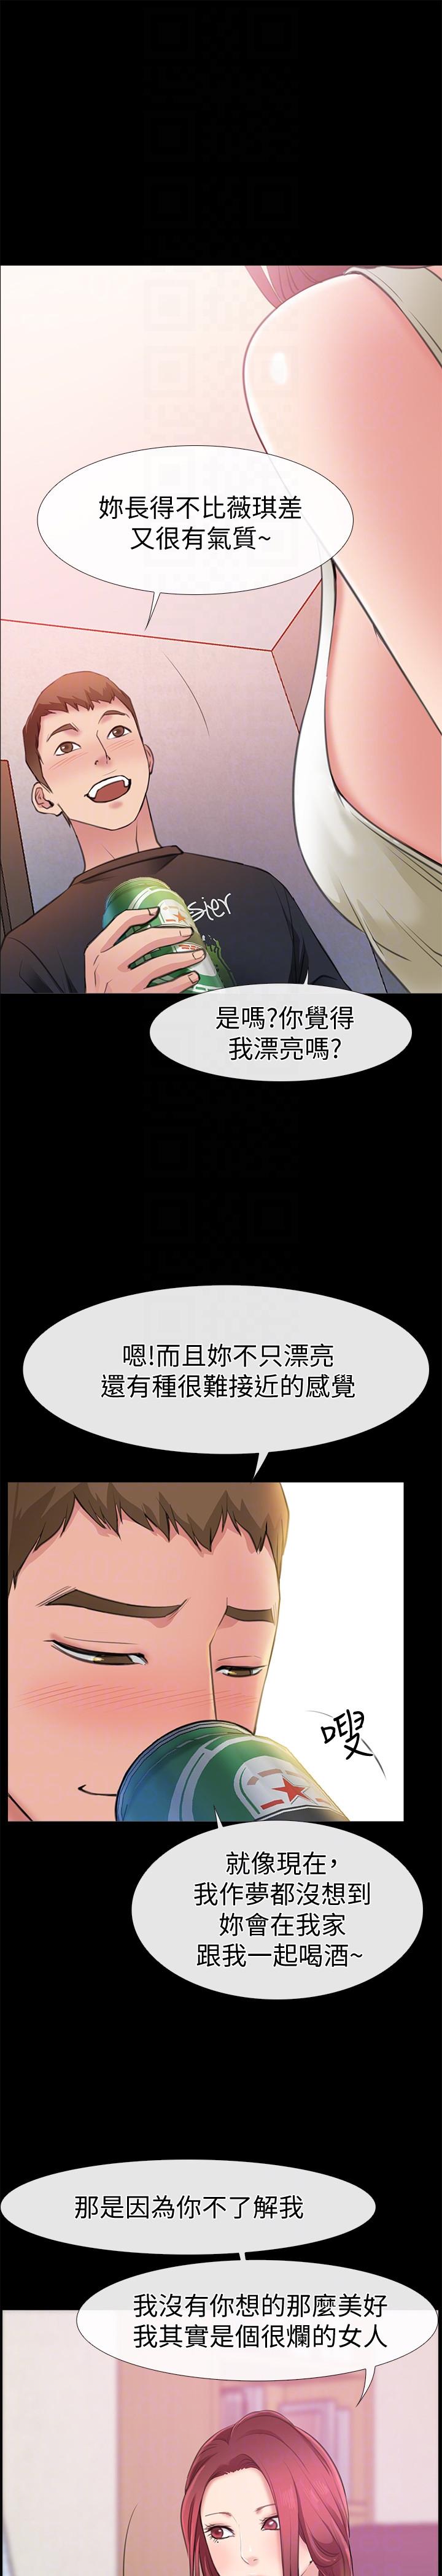 妳長得不比薇琪差
又很有氣質~
sier
是嗎?你覺得
我漂亮嗎?
嗯!而且妳不只漂亮
還有種很難接近的感覺
嗖
就像現在,
我作夢都沒想到
妳會在我家
跟我一起喝酒~
那是因為你不了解我
我沒有你想的那麼美好
我其實是個很爛的女人